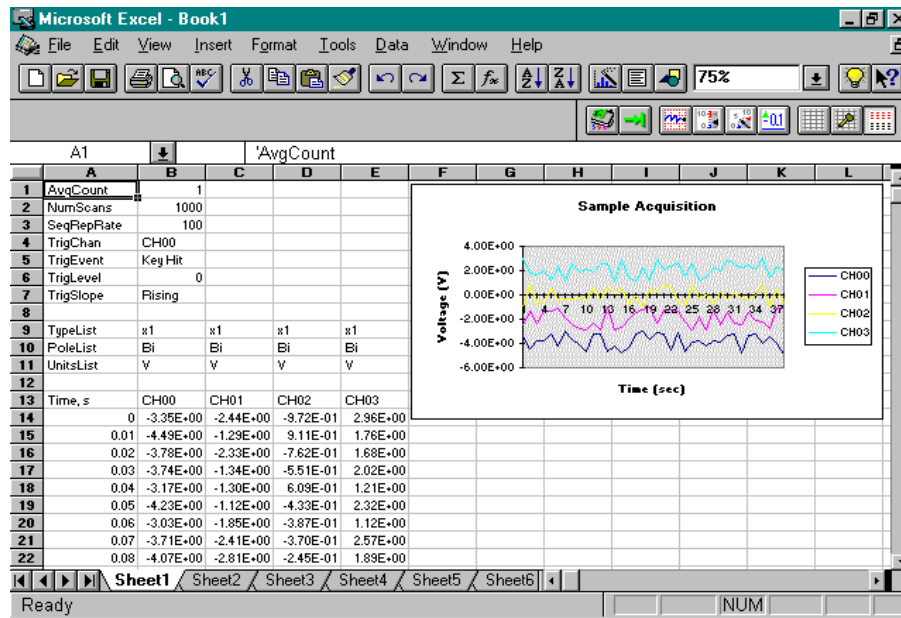 Microsoft Excel - Book1
File Edit View Insert Format Tools Data Window Help
ABC Σ fx A Z Z A 75% ?
A1 'AvgCount
A B C D E F G H I J K L
1 AvgCount 1
2 NumScans 1000
3 SeqRepRate 100
4 TrigChan CH00
5 TrigEvent Key Hit
6 TrigLevel 0
7 TrigSlope Rising
8
9 TypeList x1 x1 x1 x1
10 PoleList Bi Bi Bi Bi
11 UnitsList V V V V
12
13 Time, s CH00 CH01 CH02 CH03
14 0 -3.35E+00 -2.44E+00 -9.72E-01 2.96E+00
15 0.01 -4.49E+00 -1.29E+00 9.11E-01 1.76E+00
16 0.02 -3.78E+00 -2.33E+00 -7.62E-01 1.68E+00
17 0.03 -3.74E+00 -1.34E+00 -5.51E-01 2.02E+00
18 0.04 -3.17E+00 -1.30E+00 6.09E-01 1.21E+00
19 0.05 -4.23E+00 -1.12E+00 -4.33E-01 2.32E+00
20 0.06 -3.03E+00 -1.85E+00 -3.87E-01 1.12E+00
21 0.07 -3.71E+00 -2.41E+00 -3.70E-01 2.57E+00
22 0.08 -4.07E+00 -2.81E+00 -2.45E-01 1.89E+00
Sample Acquisition
Voltage (V)
4.00E+00
2.00E+00
0.00E+00
-2.00E+00
-4.00E+00
-6.00E+00
4 7 10 13 16 19 22 25 28 31 34 37
Time (sec)
CH00
CH01
CH02
CH03
Sheet1 Sheet2 Sheet3 Sheet4 Sheet5 Sheet6
Ready NUM